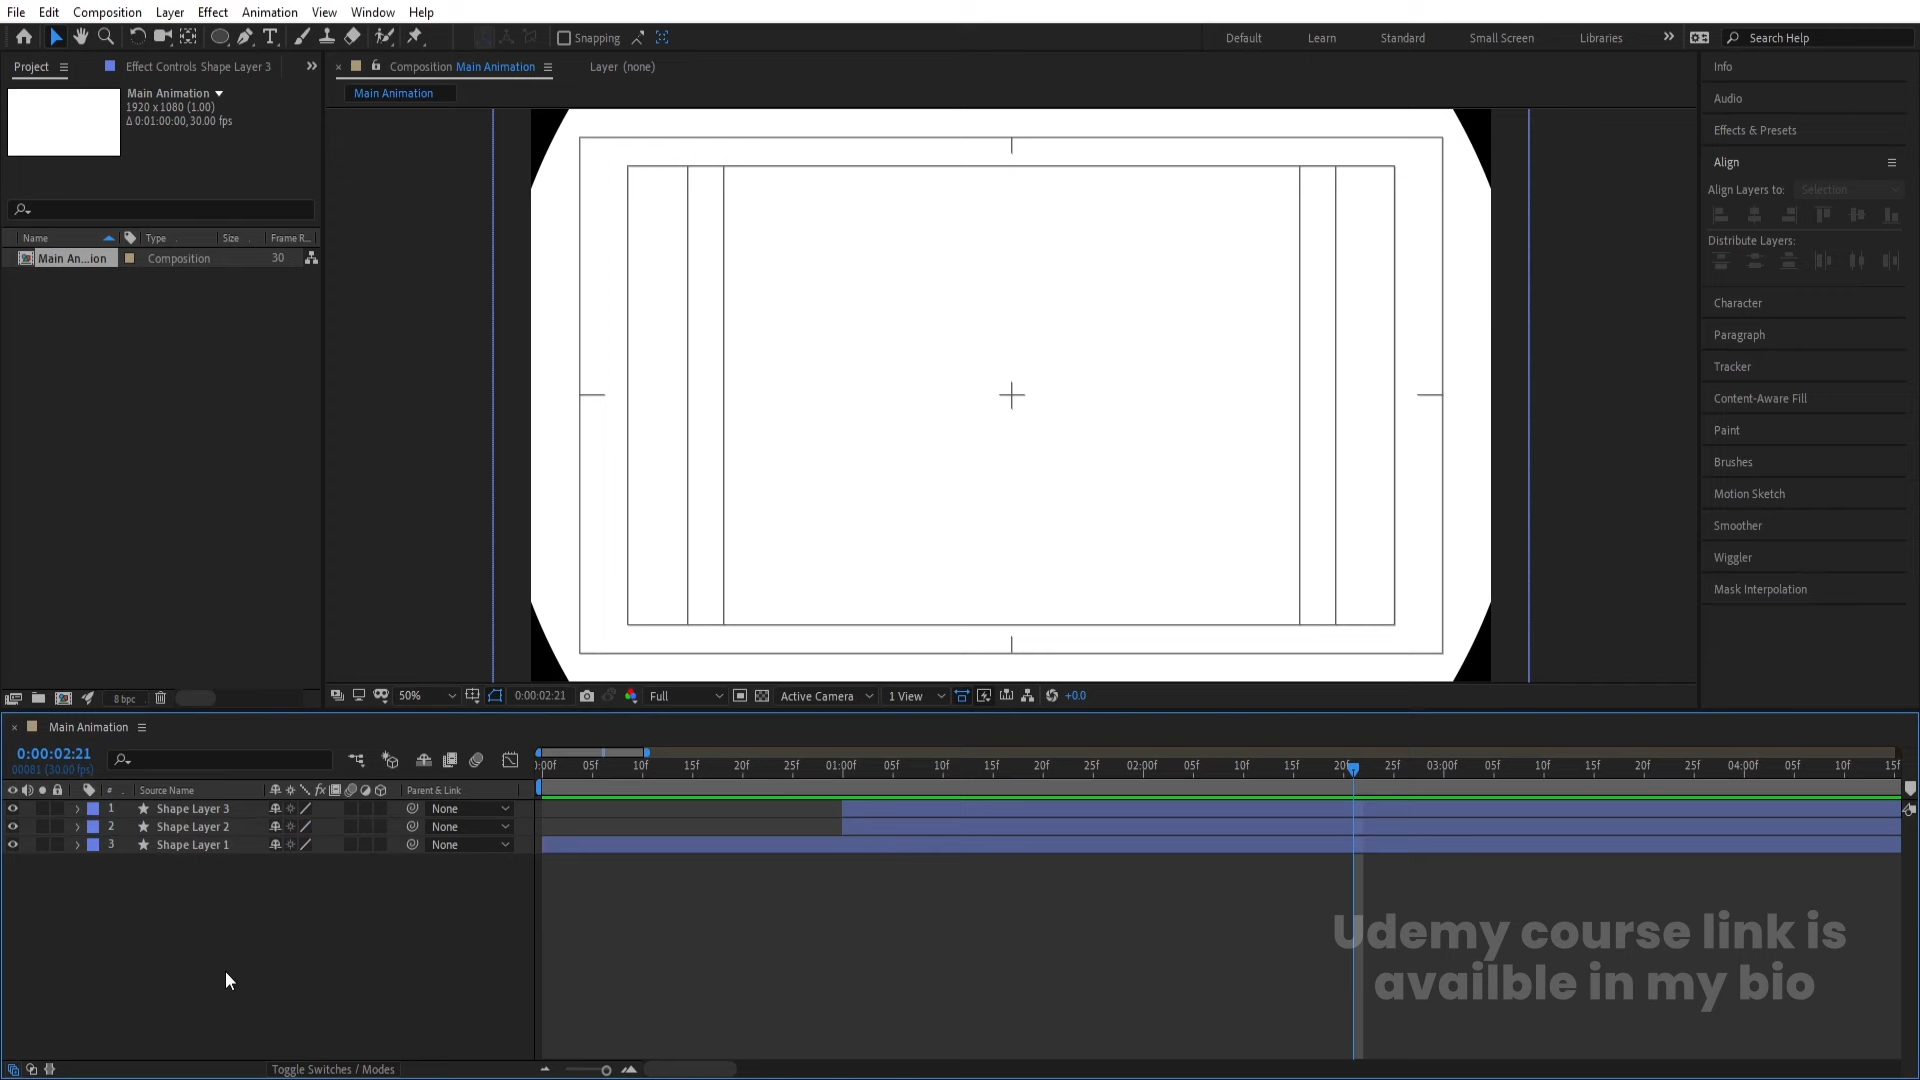 File Edit Composition Layer Effect Animation View Window Help
Snapping
Default Learn Standard Small Screen Libraries Search Help
Project Effect Controls Shape Layer 3
Composition Main Animation Layer (none)
Main Animation
Main Animation
1920 x 1080 (1.00)
Δ 0:01:00:00, 30.00 fps
Name Type Size Frame R...
Main An...ion Composition 30
Info
Audio
Effects & Presets
Align
Align Layers to: Selection
Distribute Layers:
Character
Paragraph
Tracker
Content-Aware Fill
Paint
Brushes
Motion Sketch
Smoother
Wiggler
Mask Interpolation
8 bpc
50% 0:00:02:21 Full Active Camera 1 View +0.0
Main Animation
0:00:02:21
00081 (30.00 fps)
0:00f 05f 10f 15f 20f 25f 01:00f 05f 10f 15f 20f 25f 02:00f 05f 10f 15f 20f 25f 03:00f 05f 10f 15f 20f 25f 04:00f 05f 10f 15f
# Source Name fx Parent & Link
1 Shape Layer 3 None
2 Shape Layer 2 None
3 Shape Layer 1 None
Udemy course link is
availble in my bio
Toggle Switches / Modes